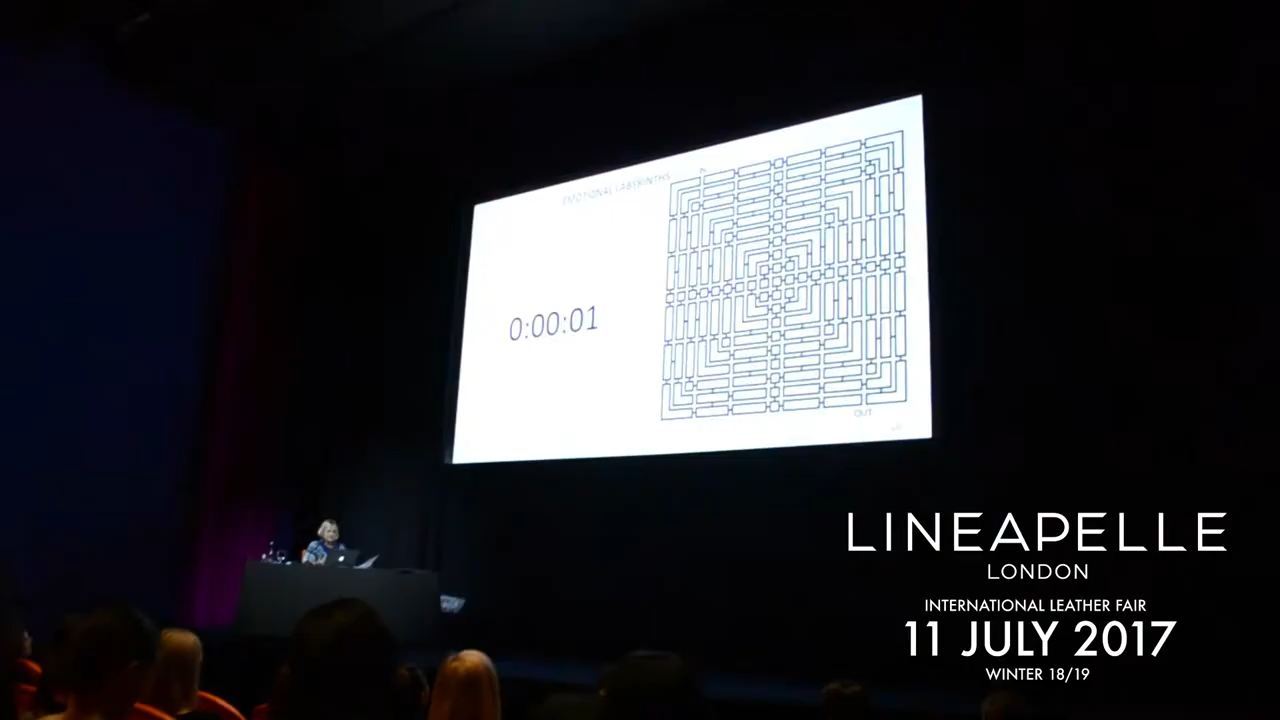 EMOTIONAL LABYRINTHS
0:00:01
Out
LINEAPELLE
LONDON
INTERNATIONAL LEATHER FAIR
11 JULY 2017
WINTER 18/19